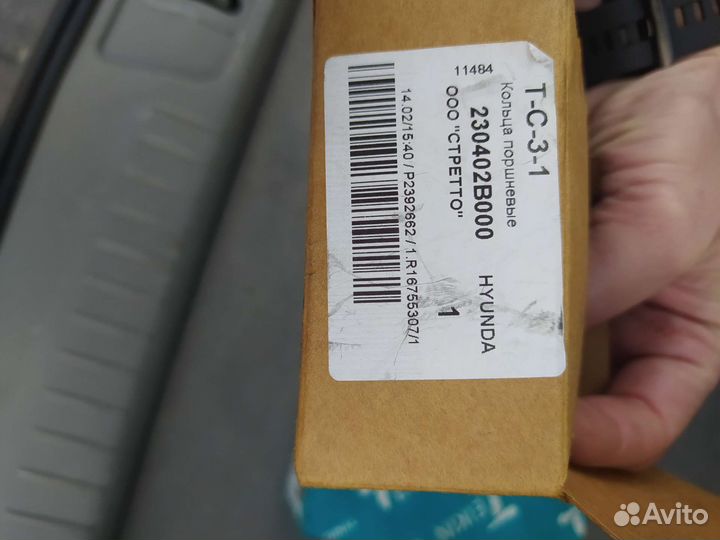 Т-С-3-1
11484
Кольца поршневые
230402B000 HYUNDA
ООО "СТРЕТТО" 1
14.02/15:40 / P2392662 / 1.R16755307/1
Avito